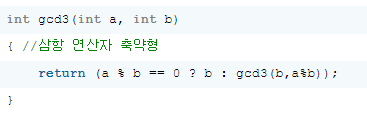 int gcd3(int a, int b)
{ //삼항 연산자 축약형
    return (a % b == 0 ? b : gcd3(b,a%b));
}